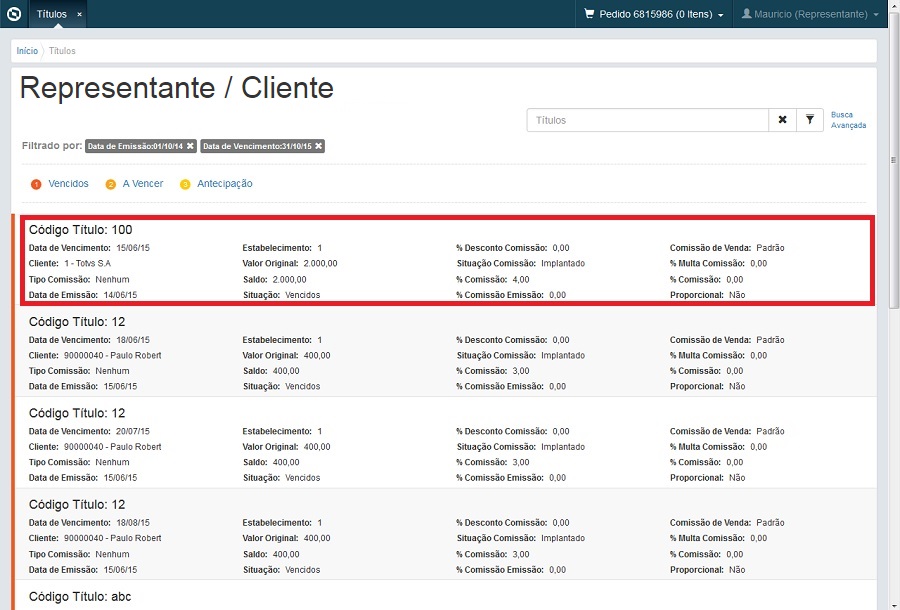 Títulos × Pedido 6815986 (0 Itens) Mauricio (Representante)
Início Títulos
Representante / Cliente
Títulos
Busca
Avançada
Filtrado por: Data de Emissão:01/10/14 ✖ Data de Vencimento:31/10/15 ✖
1 Vencidos 2 A Vencer 3 Antecipação
Código Título: 100
Data de Vencimento: 15/06/15 Estabelecimento: 1 % Desconto Comissão: 0,00 Comissão de Venda: Padrão
Cliente: 1 - Totvs S.A Valor Original: 2.000,00 Situação Comissão: Implantado % Multa Comissão: 0,00
Tipo Comissão: Nenhum Saldo: 2.000,00 % Comissão: 4,00 % Comissão: 0,00
Data de Emissão: 14/06/15 Situação: Vencidos % Comissão Emissão: 0,00 Proporcional: Não
Código Título: 12
Data de Vencimento: 18/06/15 Estabelecimento: 1 % Desconto Comissão: 0,00 Comissão de Venda: Padrão
Cliente: 90000040 - Paulo Robert Valor Original: 400,00 Situação Comissão: Implantado % Multa Comissão: 0,00
Tipo Comissão: Nenhum Saldo: 400,00 % Comissão: 3,00 % Comissão: 0,00
Data de Emissão: 15/06/15 Situação: Vencidos % Comissão Emissão: 0,00 Proporcional: Não
Código Título: 12
Data de Vencimento: 20/07/15 Estabelecimento: 1 % Desconto Comissão: 0,00 Comissão de Venda: Padrão
Cliente: 90000040 - Paulo Robert Valor Original: 400,00 Situação Comissão: Implantado % Multa Comissão: 0,00
Tipo Comissão: Nenhum Saldo: 400,00 % Comissão: 3,00 % Comissão: 0,00
Data de Emissão: 15/06/15 Situação: Vencidos % Comissão Emissão: 0,00 Proporcional: Não
Código Título: 12
Data de Vencimento: 18/08/15 Estabelecimento: 1 % Desconto Comissão: 0,00 Comissão de Venda: Padrão
Cliente: 90000040 - Paulo Robert Valor Original: 400,00 Situação Comissão: Implantado % Multa Comissão: 0,00
Tipo Comissão: Nenhum Saldo: 400,00 % Comissão: 3,00 % Comissão: 0,00
Data de Emissão: 15/06/15 Situação: Vencidos % Comissão Emissão: 0,00 Proporcional: Não
Código Título: abc